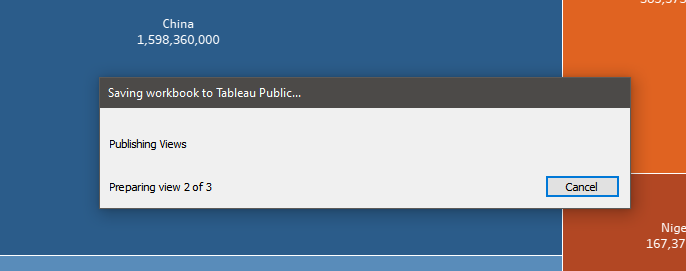 China
1,598,360,000
Saving workbook to Tableau Public...
Publishing Views
Preparing view 2 of 3
Cancel